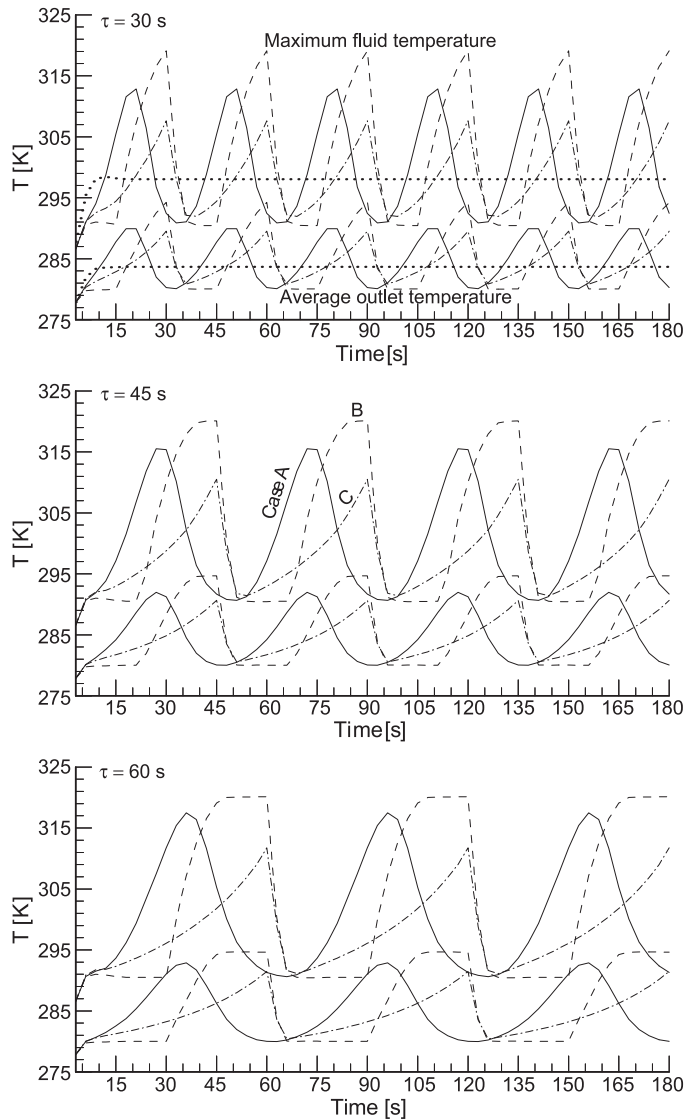 τ = 30 s
Maximum fluid temperature
325
315
305
295
285
275
T [K]
Average outlet temperature
15 30 45 60 75 90 105 120 135 150 165 180
Time[s]
τ = 45 s
B
Case A
C
325
315
305
295
285
275
T [K]
15 30 45 60 75 90 105 120 135 150 165 180
Time[s]
τ = 60 s
325
315
305
295
285
275
T [K]
15 30 45 60 75 90 105 120 135 150 165 180
Time[s]